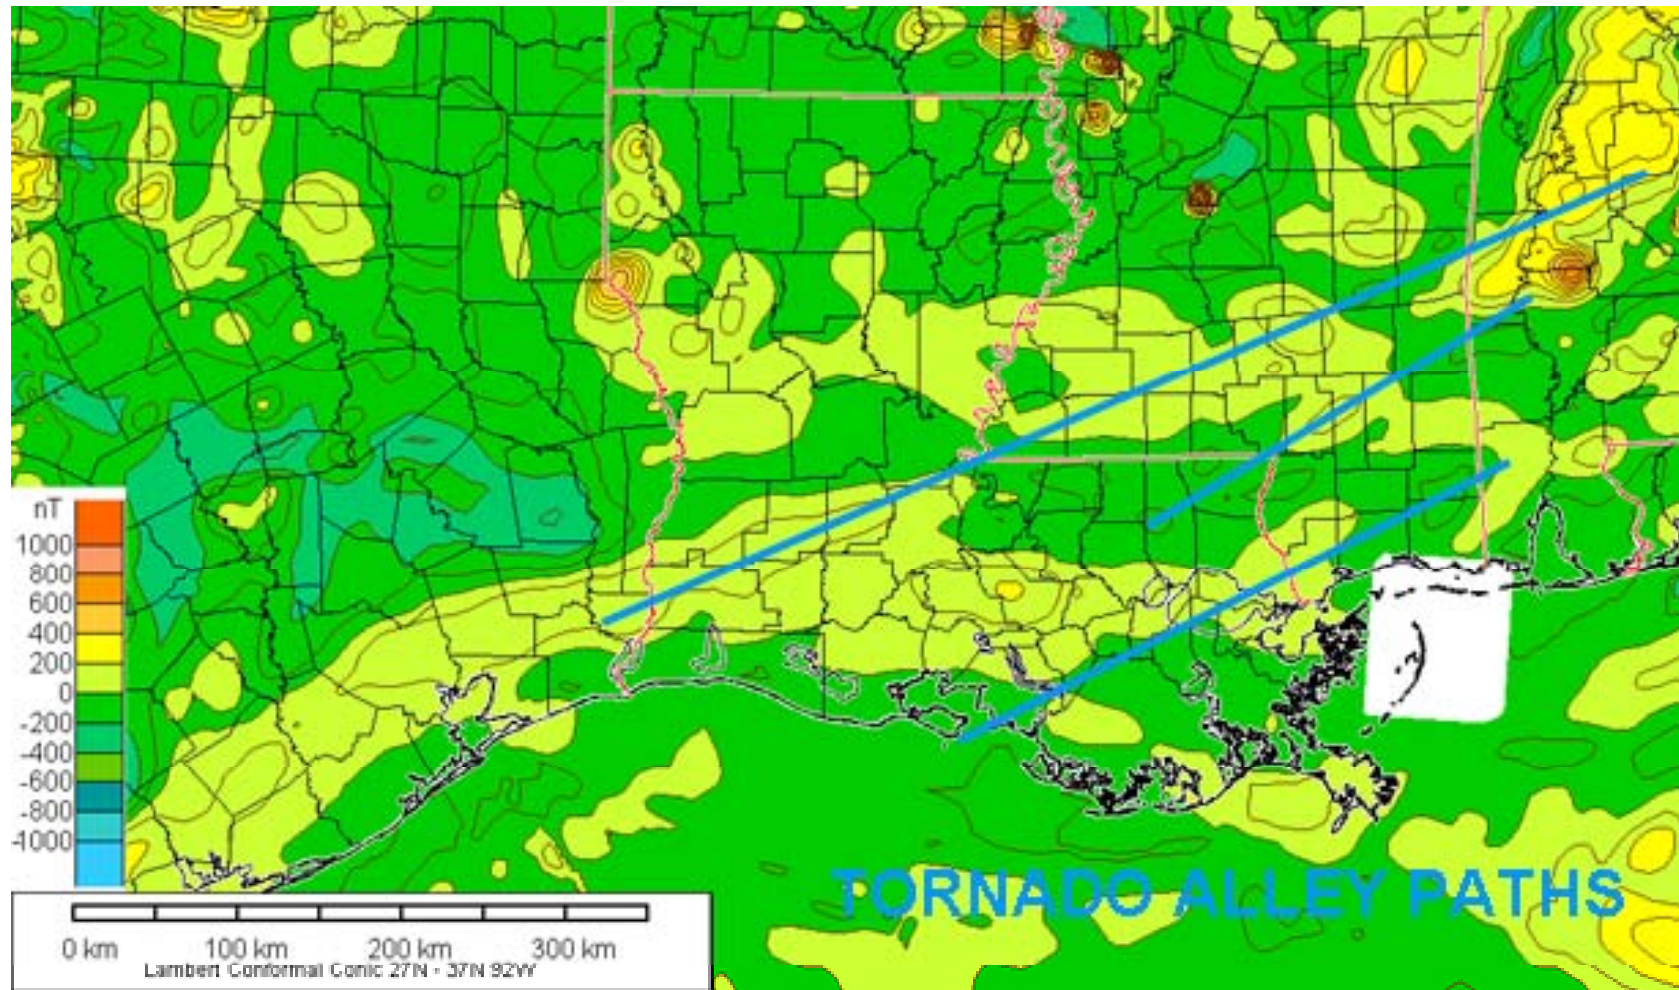 nT
1000
800
600
400
200
0
-200
-400
-600
-800
-1000
TORNADO ALLEY PATHS
0 km 100 km 200 km 300 km
Lambert Conformal Conic 27N - 37N 92W